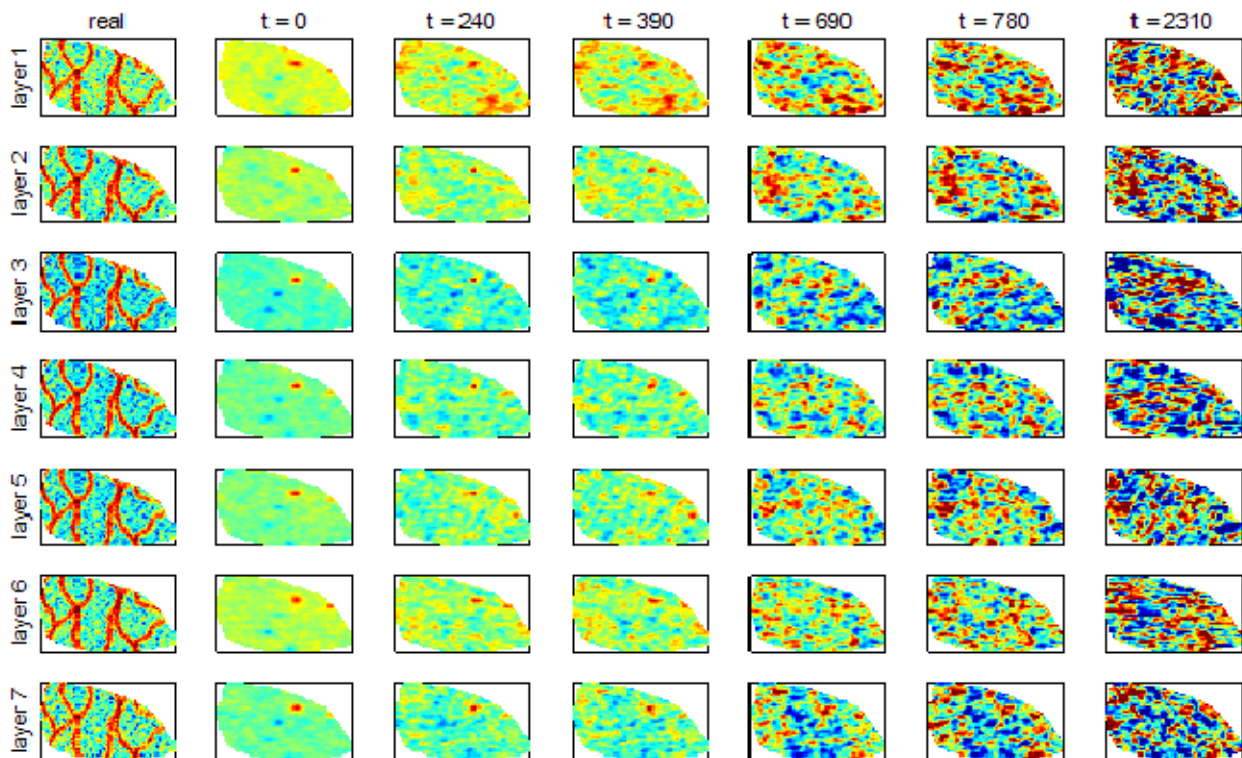 real t = 0 t = 240 t = 390 t = 690 t = 780 t = 2310
layer 1
layer 2
layer 3
layer 4
layer 5
layer 6
layer 7